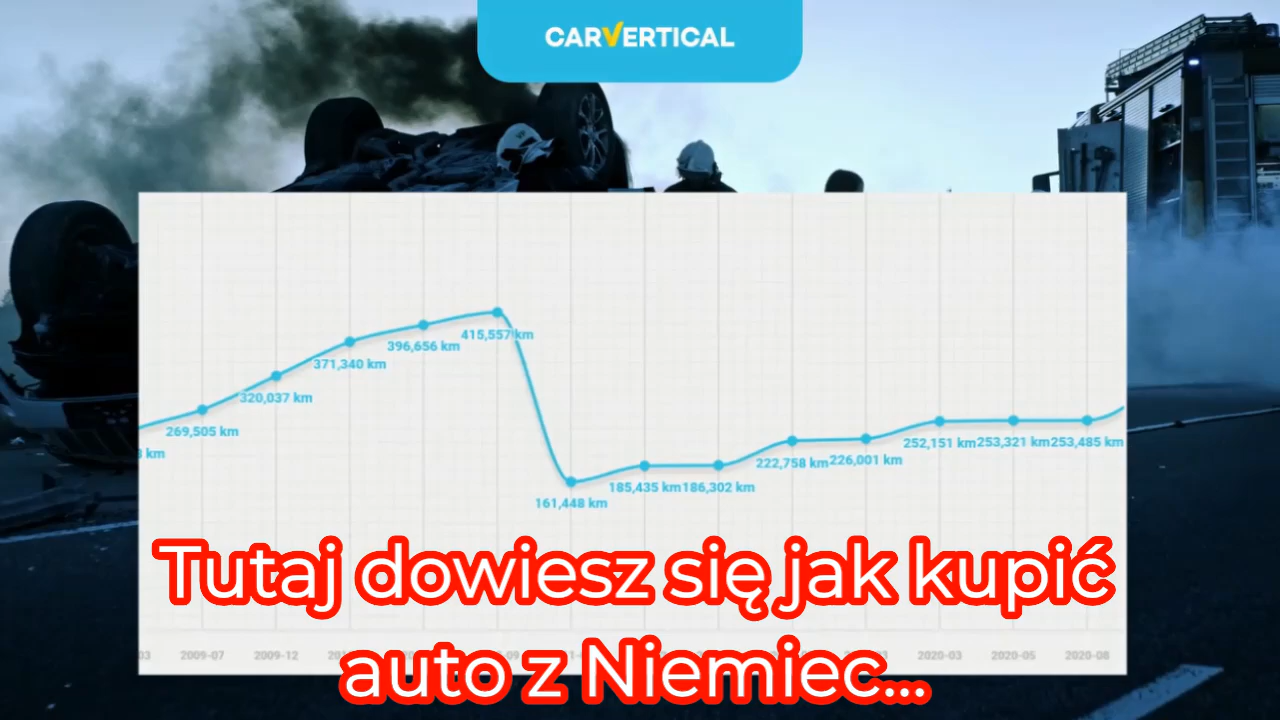 CARVERTICAL
415,557 km
396,656 km
371,340 km
320,037 km
269,505 km
km
252,151 km 253,321 km 253,485 km
222,758 km 226,001 km
185,435 km 186,302 km
161,448 km
Tutaj dowiesz się jak kupić
03 2009-07 2009-12 2020-03 2020-05 2020-08
auto z Niemiec...